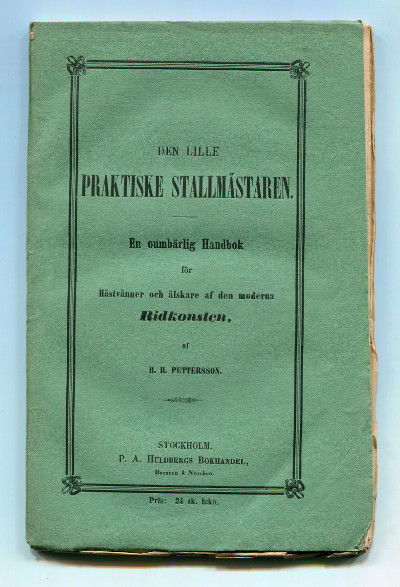 DEN LILLE
PRAKTISKE STALLMÄSTAREN.
En oumbärlig Handbok
för
Hästvänner och älskare af den moderna
Ridkonsten,
af
B. H. PETTERSSON.
STOCKHOLM.
P. A. HULDBERGS BOKHANDEL,
Pris: 24 sk. bcko.